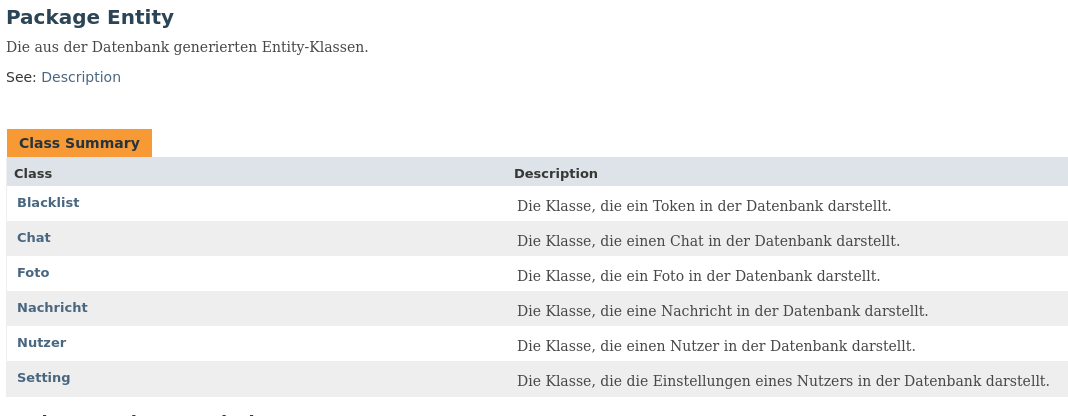 Package Entity
Die aus der Datenbank generierten Entity-Klassen.
See: Description
Class Summary
Class Description
Blacklist Die Klasse, die ein Token in der Datenbank darstellt.
Chat Die Klasse, die einen Chat in der Datenbank darstellt.
Foto Die Klasse, die ein Foto in der Datenbank darstellt.
Nachricht Die Klasse, die eine Nachricht in der Datenbank darstellt.
Nutzer Die Klasse, die einen Nutzer in der Datenbank darstellt.
Setting Die Klasse, die die Einstellungen eines Nutzers in der Datenbank darstellt.